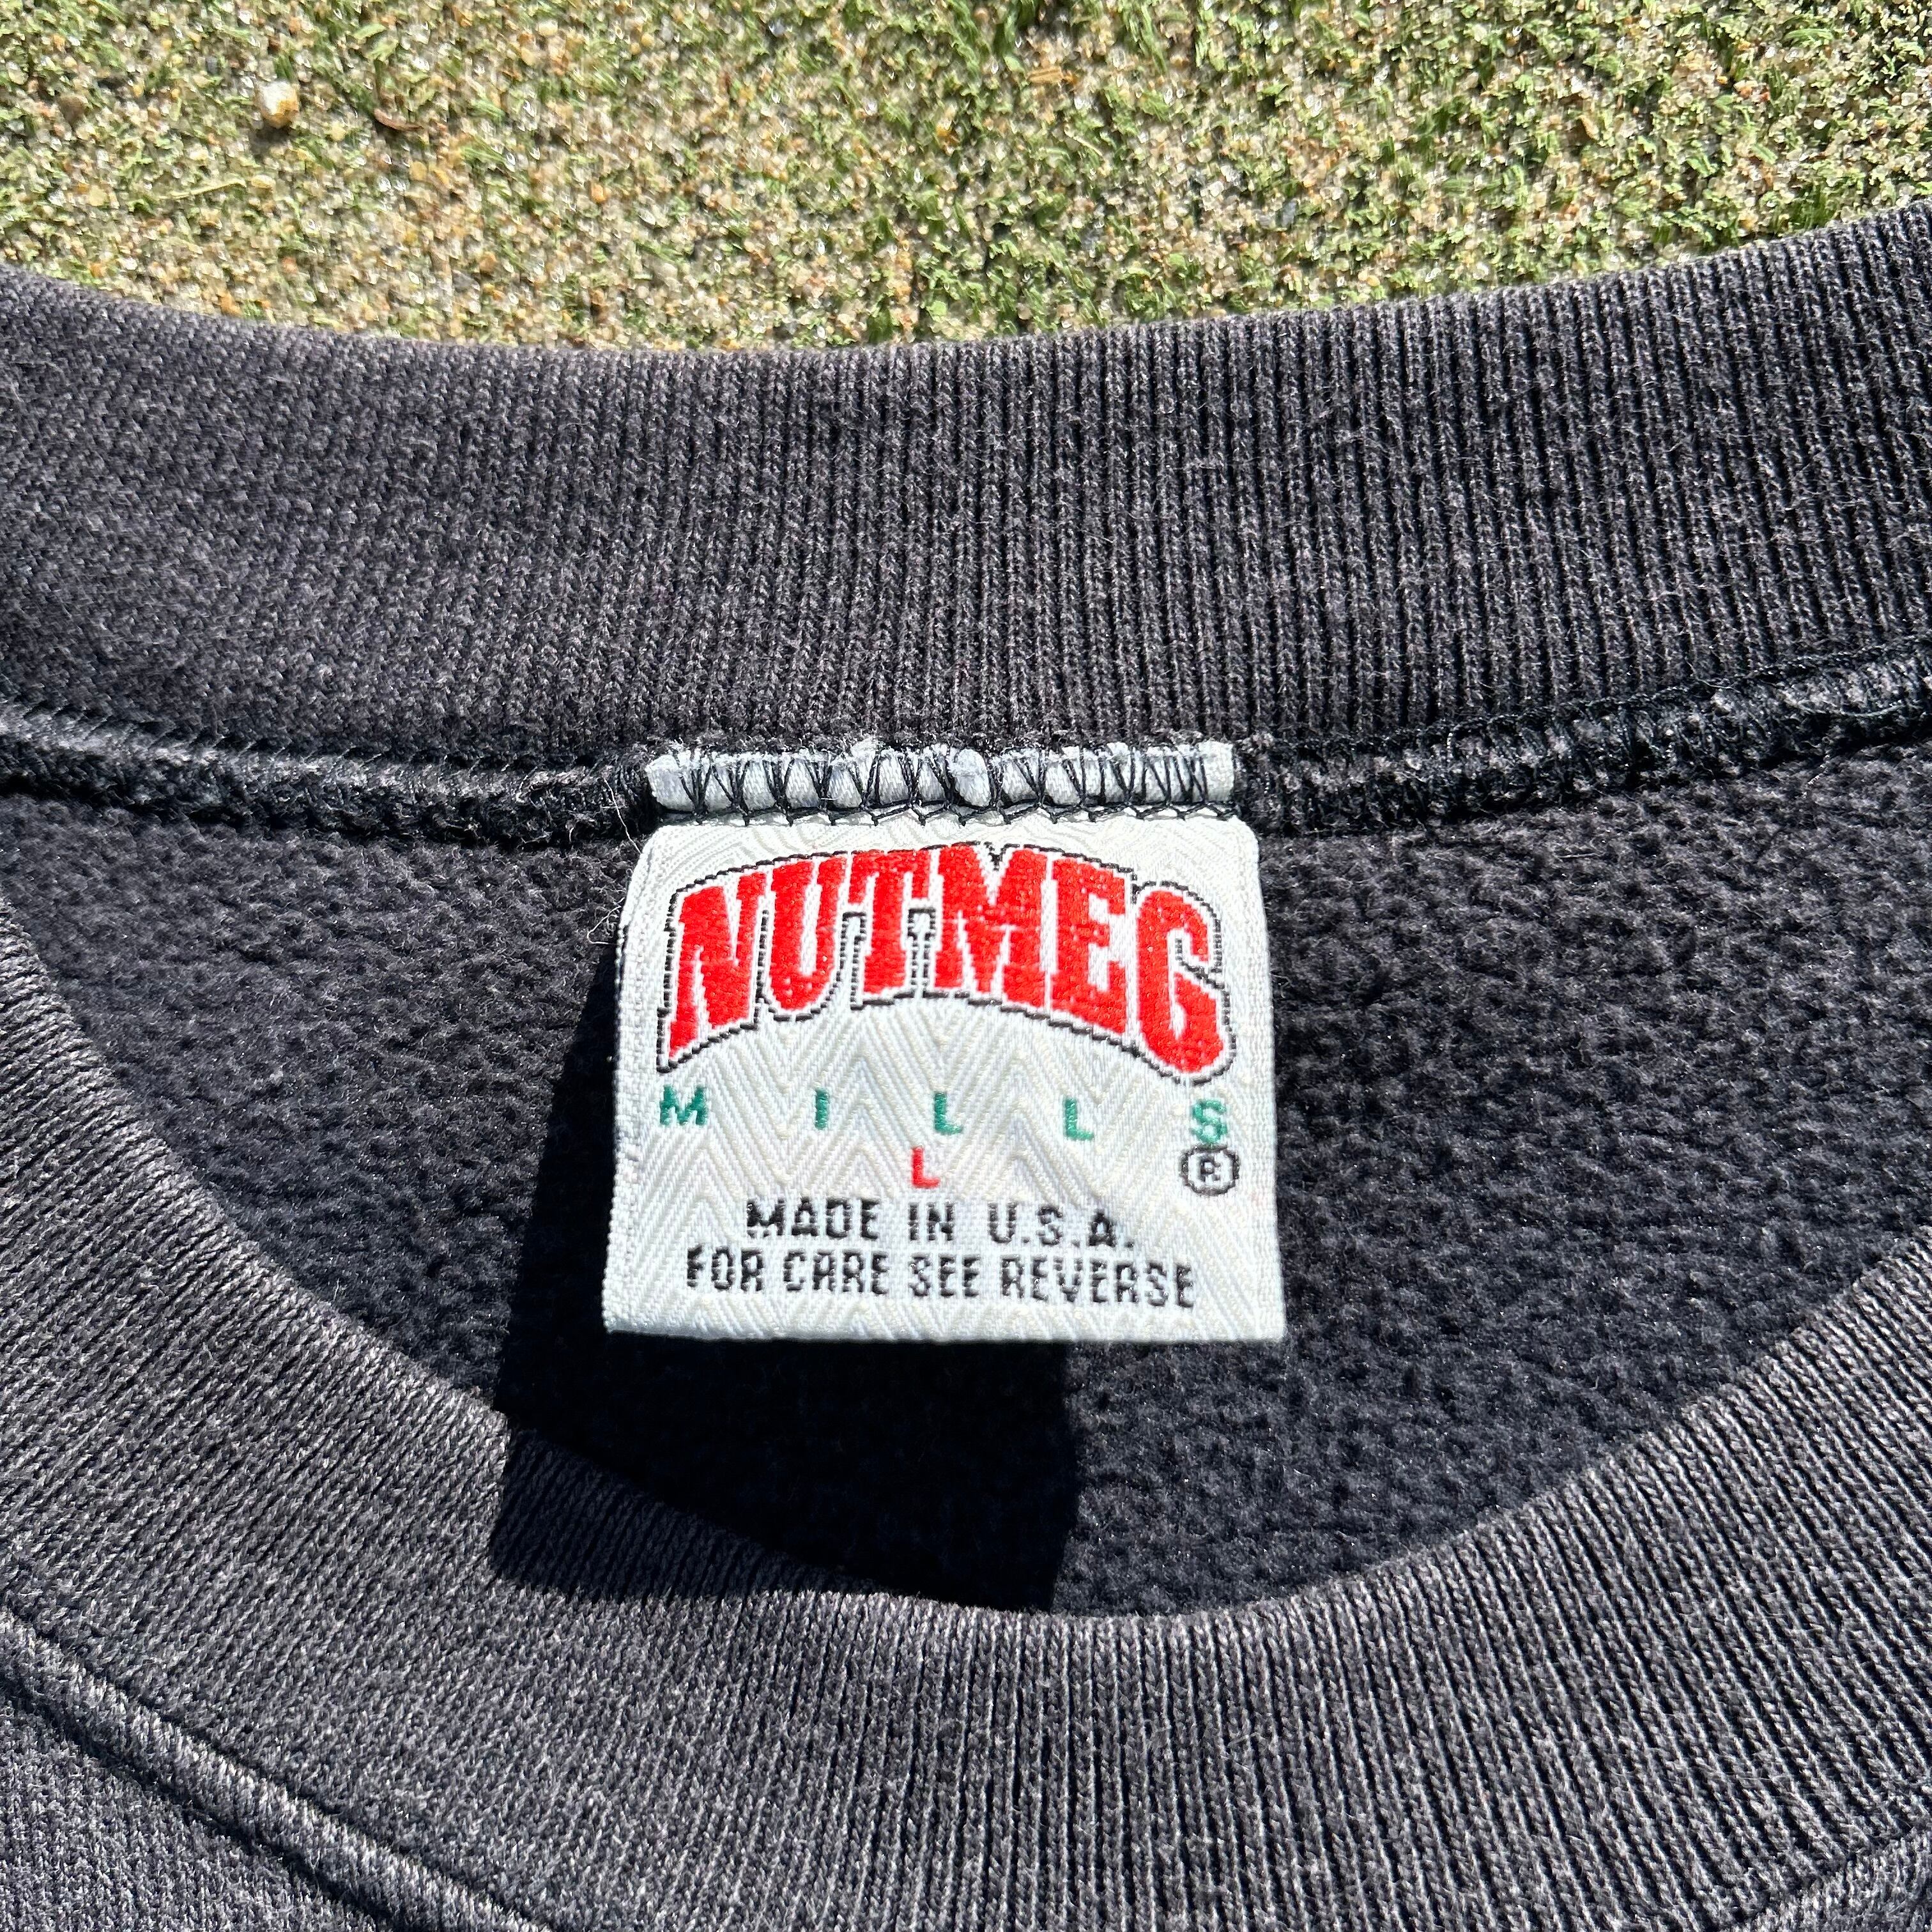 NUTMEG
MILLS
L ®
MADE IN U.S.A.
FOR CARE SEE REVERSE